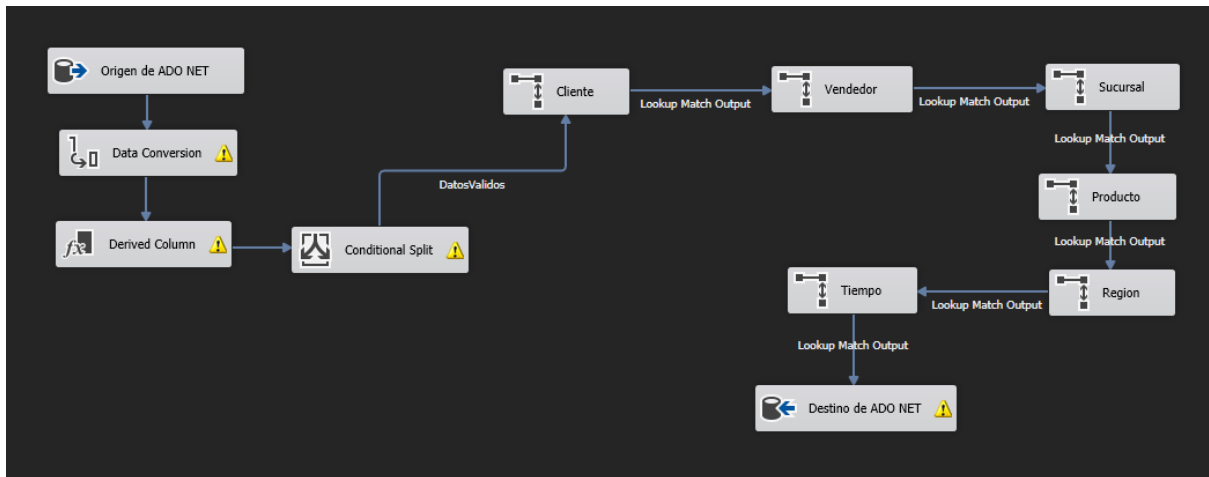 Origen de ADO NET
Data Conversion
Derived Column
Conditional Split
DatosValidos
Cliente
Lookup Match Output
Vendedor
Lookup Match Output
Sucursal
Lookup Match Output
Producto
Lookup Match Output
Region
Lookup Match Output
Tiempo
Lookup Match Output
Destino de ADO NET